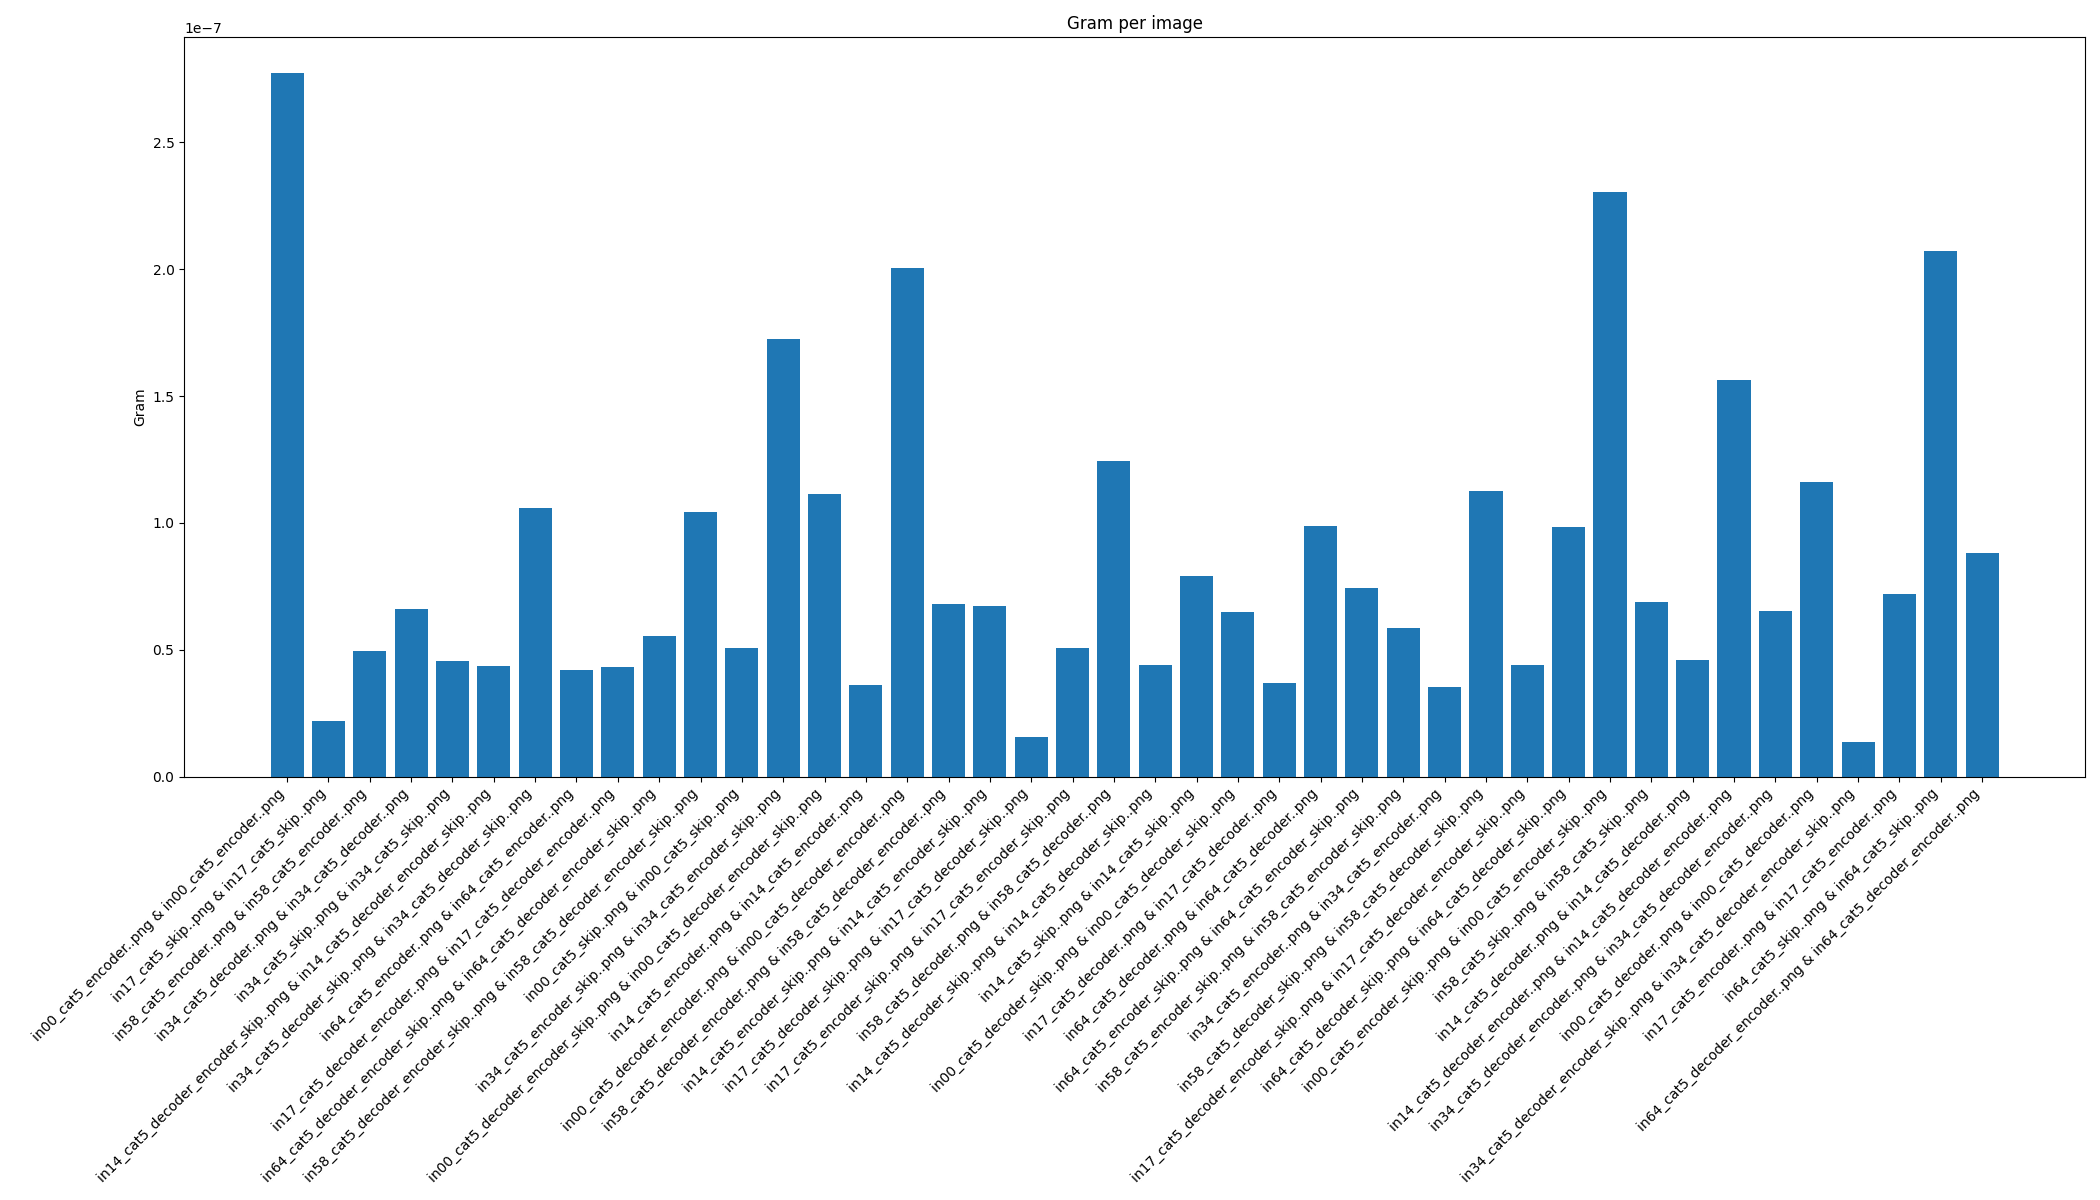 Gram per image
1e−7
Gram
2.5
2.0
1.5
1.0
0.5
0.0
in00_cat5_encoder..png & in00_cat5_encoder..png
in17_cat5_skip..png & in17_cat5_skip..png
in58_cat5_encoder..png & in58_cat5_encoder..png
in34_cat5_decoder..png & in34_cat5_decoder..png
in34_cat5_skip..png & in34_cat5_skip..png
in14_cat5_decoder_encoder_skip..png & in14_cat5_decoder_encoder_skip..png
in34_cat5_decoder_skip..png & in34_cat5_decoder_skip..png
in64_cat5_encoder..png & in64_cat5_encoder..png
in17_cat5_decoder_encoder..png & in17_cat5_decoder_encoder..png
in64_cat5_decoder_encoder_skip..png & in64_cat5_decoder_encoder_skip..png
in58_cat5_decoder_encoder_skip..png & in58_cat5_decoder_encoder_skip..png
in00_cat5_skip..png & in00_cat5_skip..png
in34_cat5_encoder_skip..png & in34_cat5_encoder_skip..png
in00_cat5_decoder_encoder_skip..png & in00_cat5_decoder_encoder_skip..png
in14_cat5_encoder..png & in14_cat5_encoder..png
in00_cat5_decoder_encoder..png & in00_cat5_decoder_encoder..png
in58_cat5_decoder_encoder..png & in58_cat5_decoder_encoder..png
in14_cat5_encoder_skip..png & in14_cat5_encoder_skip..png
in17_cat5_decoder_skip..png & in17_cat5_decoder_skip..png
in17_cat5_encoder_skip..png & in17_cat5_encoder_skip..png
in58_cat5_decoder..png & in58_cat5_decoder..png
in14_cat5_decoder_skip..png & in14_cat5_decoder_skip..png
in14_cat5_skip..png & in14_cat5_skip..png
in00_cat5_decoder_skip..png & in00_cat5_decoder_skip..png
in17_cat5_decoder..png & in17_cat5_decoder..png
in64_cat5_decoder..png & in64_cat5_decoder..png
in64_cat5_encoder_skip..png & in64_cat5_encoder_skip..png
in58_cat5_encoder_skip..png & in58_cat5_encoder_skip..png
in34_cat5_encoder..png & in34_cat5_encoder..png
in58_cat5_decoder_skip..png & in58_cat5_decoder_skip..png
in17_cat5_decoder_encoder_skip..png & in17_cat5_decoder_encoder_skip..png
in64_cat5_decoder_skip..png & in64_cat5_decoder_skip..png
in00_cat5_encoder_skip..png & in00_cat5_encoder_skip..png
in58_cat5_skip..png & in58_cat5_skip..png
in14_cat5_decoder..png & in14_cat5_decoder..png
in14_cat5_decoder_encoder..png & in14_cat5_decoder_encoder..png
in34_cat5_decoder_encoder..png & in34_cat5_decoder_encoder..png
in00_cat5_decoder..png & in00_cat5_decoder..png
in34_cat5_decoder_encoder_skip..png & in34_cat5_decoder_encoder_skip..png
in17_cat5_encoder..png & in17_cat5_encoder..png
in64_cat5_skip..png & in64_cat5_skip..png
in64_cat5_decoder_encoder..png & in64_cat5_decoder_encoder..png